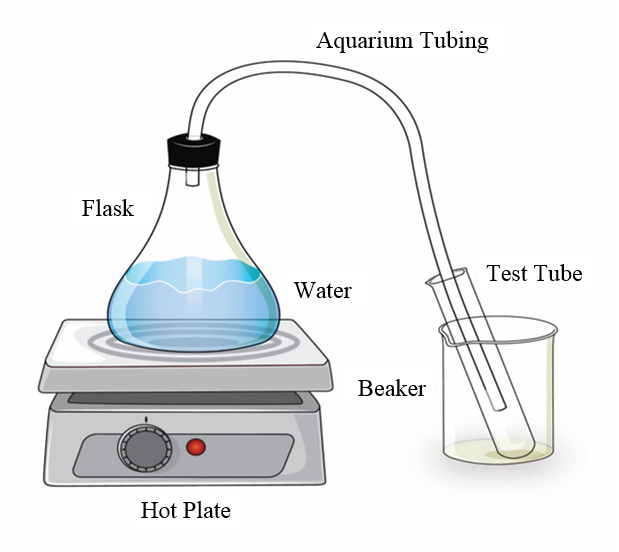 Aquarium Tubing
Flask
Test Tube
Water
Beaker
Hot Plate